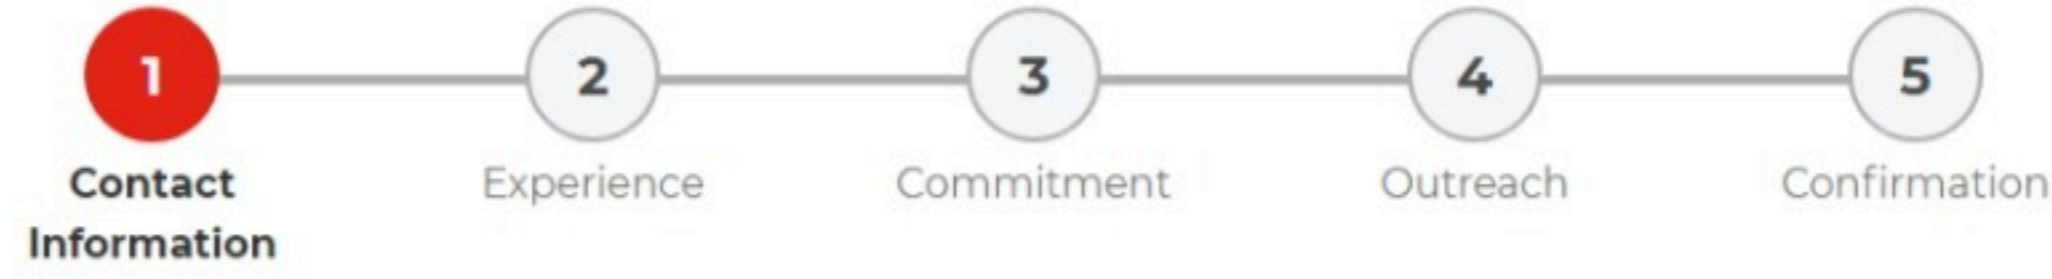 1 2 3 4 5
Contact Experience Commitment Outreach Confirmation
Information